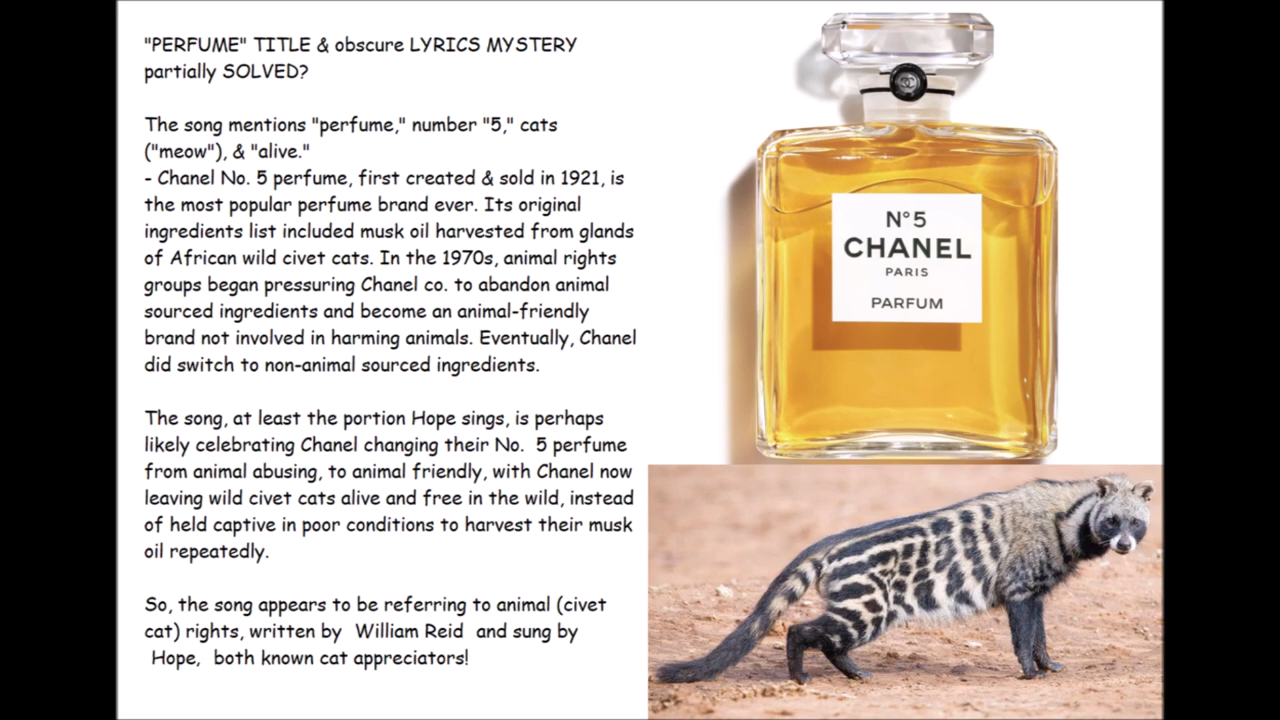 "PERFUME" TITLE & obscure LYRICS MYSTERY
partially SOLVED?
The song mentions "perfume," number "5," cats
("meow"), & "alive."
- Chanel No. 5 perfume, first created & sold in 1921, is
the most popular perfume brand ever. Its original
ingredients list included musk oil harvested from glands
of African wild civet cats. In the 1970s, animal rights
groups began pressuring Chanel co. to abandon animal
sourced ingredients and become an animal-friendly
brand not involved in harming animals. Eventually, Chanel
did switch to non-animal sourced ingredients.
The song, at least the portion Hope sings, is perhaps
likely celebrating Chanel changing their No. 5 perfume
from animal abusing, to animal friendly, with Chanel now
leaving wild civet cats alive and free in the wild, instead
of held captive in poor conditions to harvest their musk
oil repeatedly.
So, the song appears to be referring to animal (civet
cat) rights, written by William Reid and sung by
Hope, both known cat appreciators!
N°5
CHANEL
PARIS
PARFUM